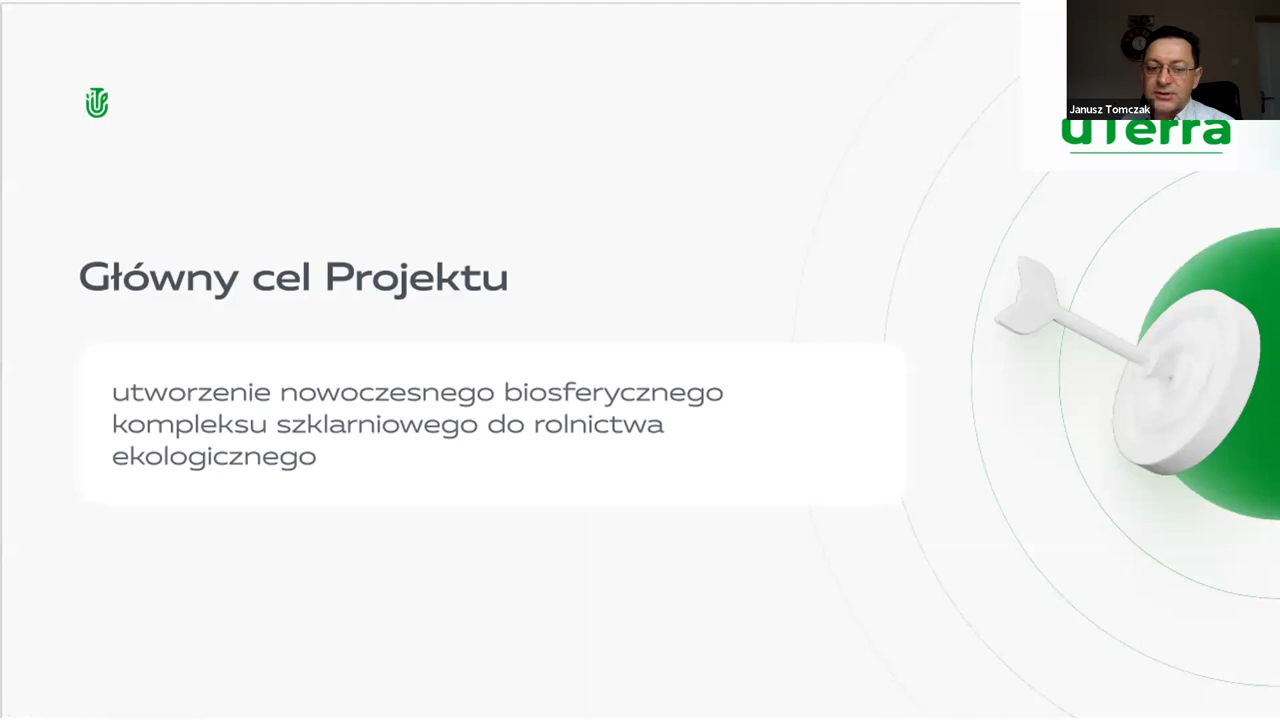 Janusz Tomczak
uTerra
Główny cel Projektu
utworzenie nowoczesnego biosferycznego
kompleksu szklarniowego do rolnictwa
ekologicznego